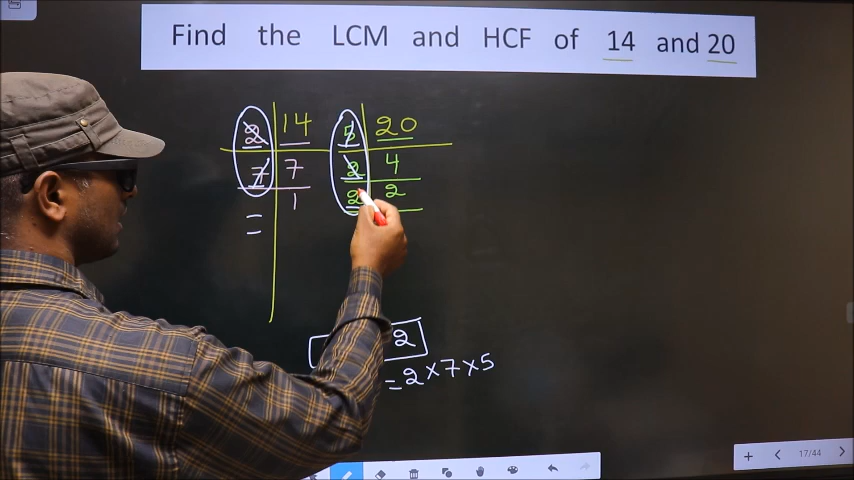 Find the LCM and HCF of 14 and 20
2 14 5 20
7 7 2 4
1 2 2
=
2
= 2 × 7 × 5
17/44